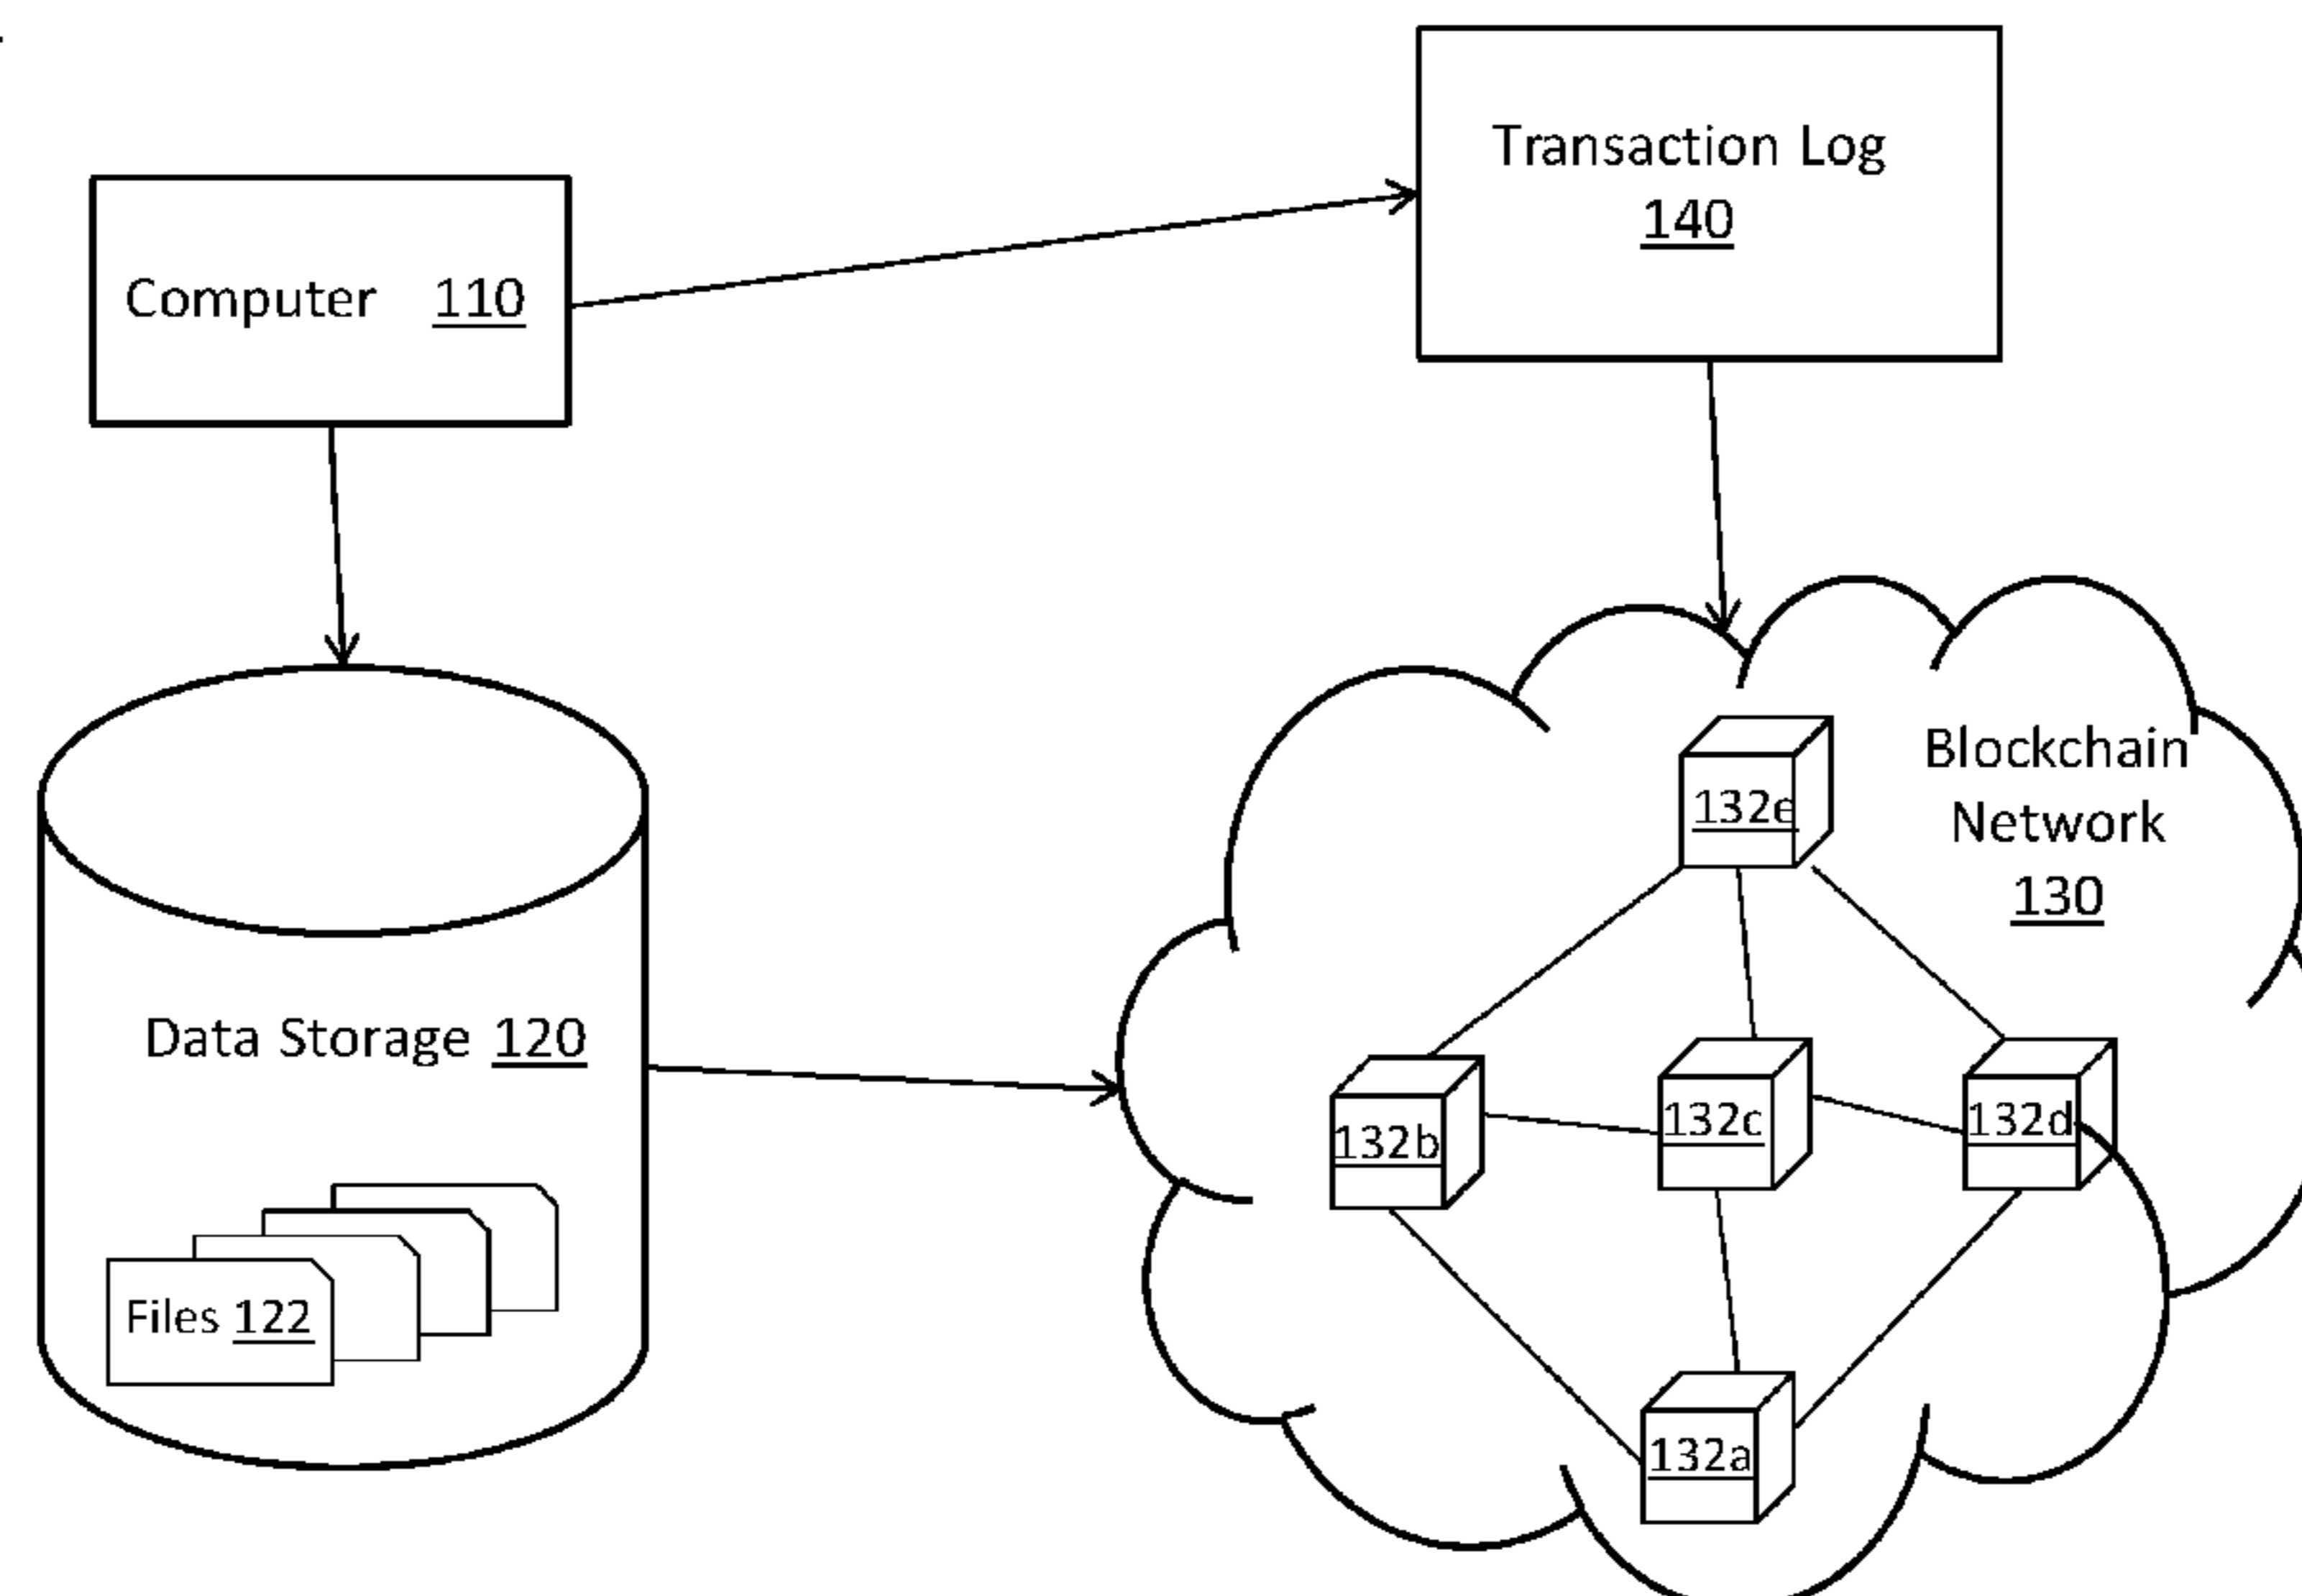 Transaction Log
140
Computer 110
Blockchain
Network
130
132e
Data Storage 120
132b
132c
132d
Files 122
132a